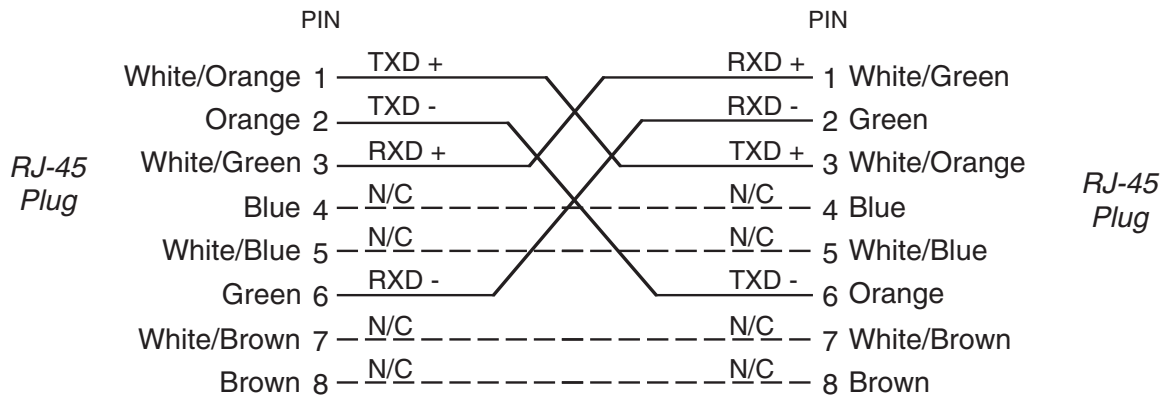 PIN PIN
White/Orange 1 TXD + RXD + 1 White/Green
Orange 2 TXD - RXD - 2 Green
White/Green 3 RXD + TXD + 3 White/Orange
RJ-45
Plug
Blue 4 N/C N/C 4 Blue
RJ-45
Plug
White/Blue 5 N/C N/C 5 White/Blue
Green 6 RXD - TXD - 6 Orange
White/Brown 7 N/C N/C 7 White/Brown
Brown 8 N/C N/C 8 Brown